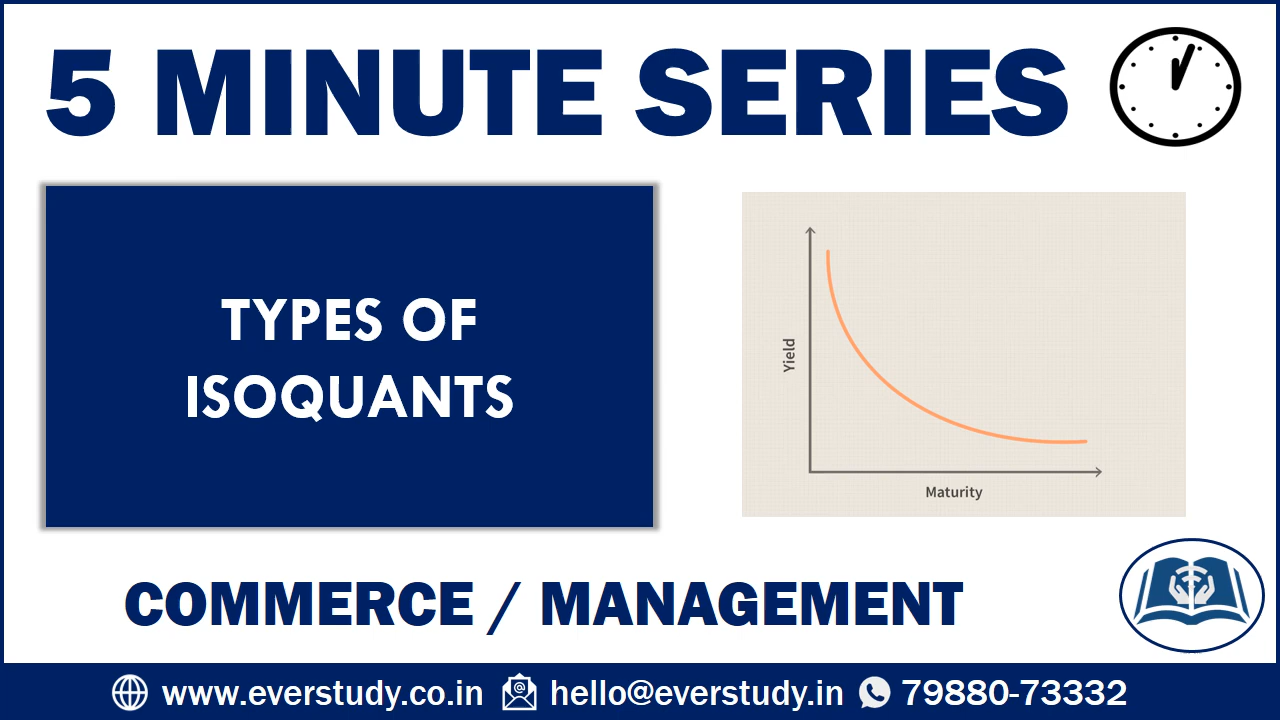 5 MINUTE SERIES
TYPES OF
ISOQUANTS
Yield
Maturity
COMMERCE / MANAGEMENT
www.everstudy.co.in hello@everstudy.in 79880-73332